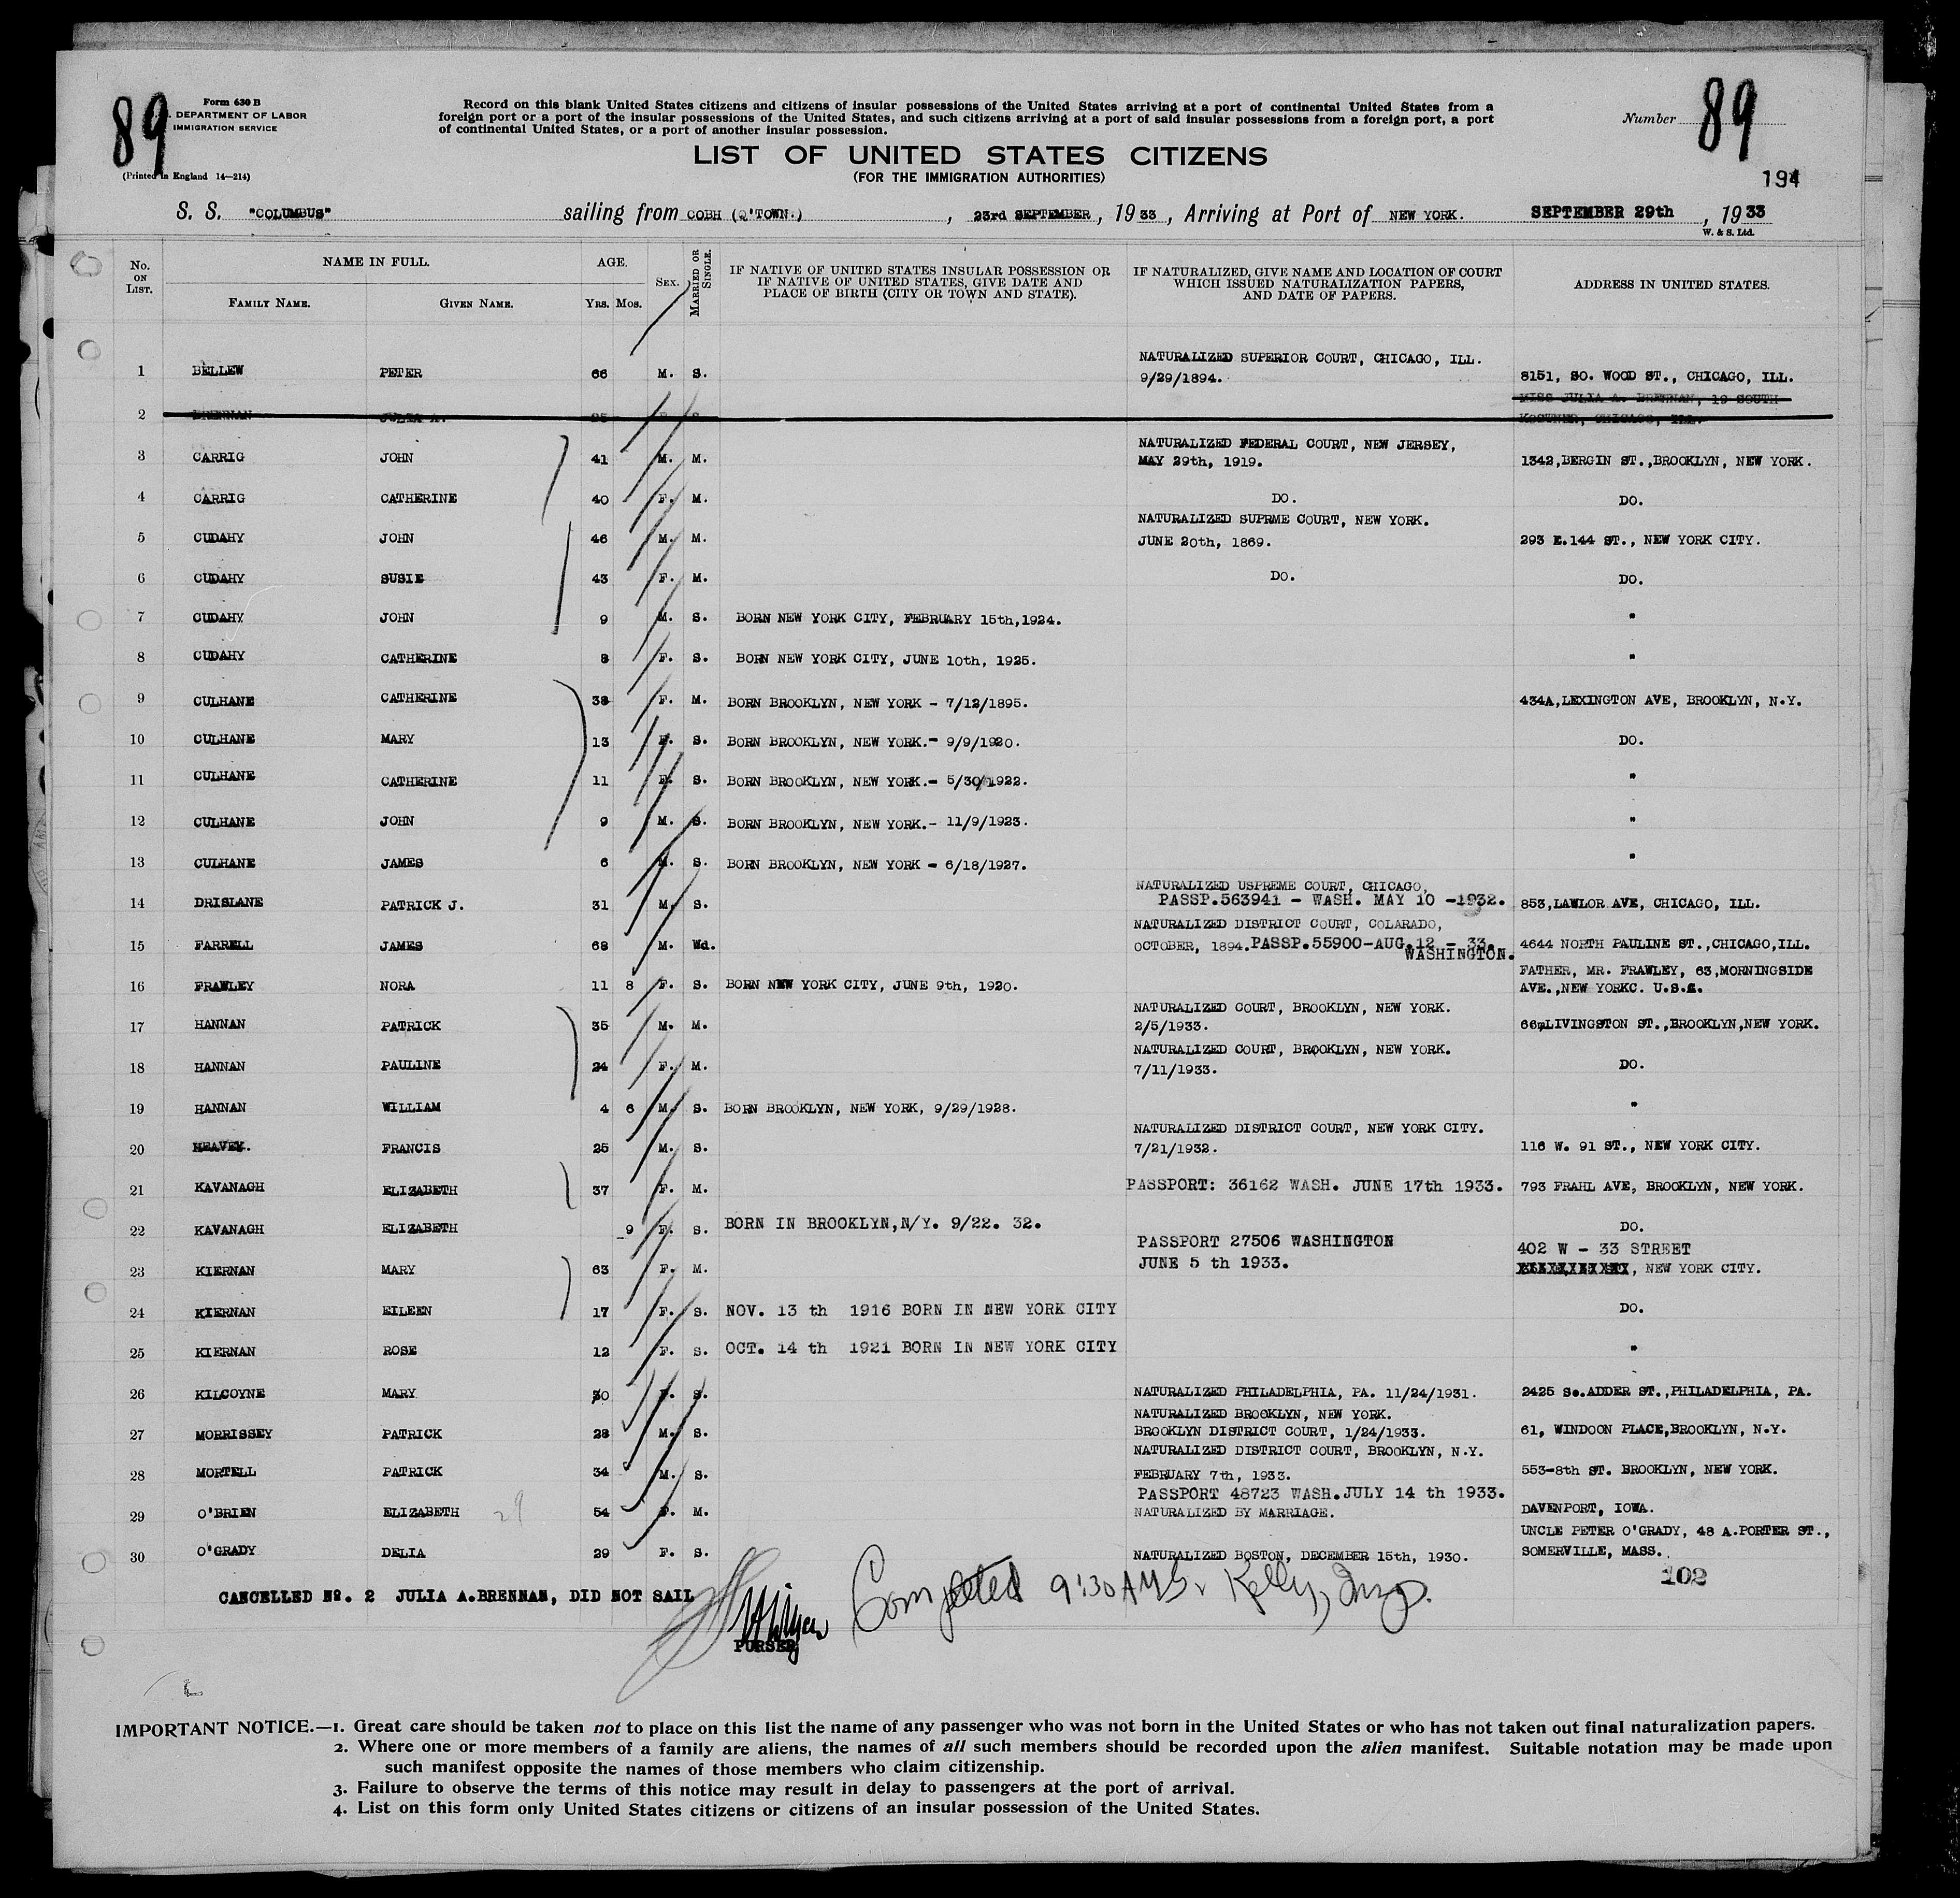 89
Form 630 B
. DEPARTMENT OF LABOR
IMMIGRATION SERVICE
(Printed in England 14—214)
Record on this blank United States citizens and citizens of insular possessions of the United States arriving at a port of continental United States from a
foreign port or a port of the insular possessions of the United States, and such citizens arriving at a port of said insular possessions from a foreign port, a port
of continental United States, or a port of another insular possession.
Number 89
LIST OF UNITED STATES CITIZENS
(FOR THE IMMIGRATION AUTHORITIES)
194
S. S. "COLUMBUS" sailing from COBH (Q'TOWN.) , 23rd SEPTEMBER , 19 33 , Arriving at Port of NEW YORK. SEPTEMBER 29th , 19 33
W. & S. Ltd.
No. ON LIST. NAME IN FULL. AGE. SEX. MARRIED OR SINGLE. IF NATIVE OF UNITED STATES INSULAR POSSESSION OR IF NATIVE OF UNITED STATES, GIVE DATE AND PLACE OF BIRTH (CITY OR TOWN AND STATE). IF NATURALIZED, GIVE NAME AND LOCATION OF COURT WHICH ISSUED NATURALIZATION PAPERS, AND DATE OF PAPERS. ADDRESS IN UNITED STATES.
FAMILY NAME. GIVEN NAME. YRS. MOS.
1 BELLEW PETER 66 M. S. NATURALIZED SUPERIOR COURT, CHICAGO, ILL. 9/29/1894. 8151, SO. WOOD ST., CHICAGO, ILL.
2 BRENNAN JULIA A. 25 S. MISS JULIA A. BRENNAN, 19 SOUTH KOSTNER, CHICAGO, ILL.
3 CARRIG JOHN 41 M. M. NATURALIZED FEDERAL COURT, NEW JERSEY, MAY 29th, 1919. 1342,BERGIN ST.,BROOKLYN, NEW YORK.
4 CARRIG CATHERINE 40 F. M. DO. DO.
5 CUDAHY JOHN 46 M. M. NATURALIZED SUPRME COURT, NEW YORK. JUNE 20th, 1869. 293 E.144 ST., NEW YORK CITY.
6 CUDAHY SUSIE 43 F. M. DO. DO.
7 CUDAHY JOHN 9 M. S. BORN NEW YORK CITY, FEBRUARY 15th,1924. "
8 CUDAHY CATHERINE 8 F. S. BORN NEW YORK CITY, JUNE 10th, 1925. "
9 CULHANE CATHERINE 38 F. M. BORN BROOKLYN, NEW YORK - 7/12/1895. 434A,LEXINGTON AVE, BROOKLYN, N.Y.
10 CULHANE MARY 13 F. S. BORN BROOKLYN, NEW YORK.- 9/9/1920. DO.
11 CULHANE CATHERINE 11 F. S. BORN BROOKLYN, NEW YORK.- 5/30/1922. "
12 CULHANE JOHN 9 M. S. BORN BROOKLYN, NEW YORK.- 11/9/1923. "
13 CULHANE JAMES 6 M. S. BORN BROOKLYN, NEW YORK - 6/18/1927. "
14 DRISLANE PATRICK J. 31 M. S. NATURALIZED USPREME COURT, CHICAGO, PASSP.563941 - WASH. MAY 10 -1932. 853,LAWLOR AVE, CHICAGO, ILL.
15 FARRELL JAMES 68 M. Wd. NATURALIZED DISTRICT COURT, COLARADO, OCTOBER, 1894. PASSP.55900-AUG.12 - 33. WASHINGTON. 4644 NORTH PAULINE ST.,CHICAGO,ILL.
16 FRAWLEY NORA 11 8 F. S. BORN NEW YORK CITY, JUNE 9th, 1920. FATHER, MR. FRAWLEY, 63,MORNINGSIDE AVE.,NEW YORKC. U.S.A.
17 HANNAN PATRICK 35 M. M. NATURALIZED COURT, BROOKLYN, NEW YORK. 2/5/1933. 66,LIVINGSTON ST.,BROOKLYN,NEW YORK.
18 HANNAN PAULINE 24 F. M. NATURALIZED COURT, BROOKLYN, NEW YORK. 7/11/1933. DO.
19 HANNAN WILLIAM 4 6 M. S. BORN BROOKLYN, NEW YORK, 9/29/1928. "
20 HEAVEY. FRANCIS 25 M. S. NATURALIZED DISTRICT COURT, NEW YORK CITY. 7/21/1932. 116 W. 91 ST., NEW YORK CITY.
21 KAVANAGH ELIZABETH 37 F. M. PASSPORT: 36162 WASH. JUNE 17th 1933. 793 FRAHL AVE, BROOKLYN, NEW YORK.
22 KAVANAGH ELIZABETH 9 F. S. BORN IN BROOKLYN,N/Y. 9/22. 32. DO.
23 KIERNAN MARY 63 F. M. PASSPORT 27506 WASHINGTON JUNE 5 th 1933. 402 W - 33 STREET , NEW YORK CITY.
24 KIERNAN EILEEN 17 F. S. NOV. 13 th 1916 BORN IN NEW YORK CITY DO.
25 KIERNAN ROSE 12 F. S. OCT. 14 th 1921 BORN IN NEW YORK CITY "
26 KILCOYNE MARY 30 F. S. NATURALIZED PHILADELPHIA, PA. 11/24/1931. 2425 So.ADDER ST.,PHILADELPHIA, PA.
27 MORRISSEY PATRICK 28 M. S. NATURALIZED BROOKLYN, NEW YORK. BROOKLYN DISTRICT COURT, 1/24/1933. 61, WINDOON PLACE,BROOKLYN, N.Y.
28 MORTELL PATRICK 34 M. S. NATURALIZED DISTRICT COURT, BROOKLYN, N.Y. FEBRUARY 7th, 1933. 553-8th ST. BROOKLYN, NEW YORK.
29 O'BRIEN ELIZABETH 29 54 F. M. PASSPORT 48723 WASH.JULY 14 th 1933. NATURALIZED BY MARRIAGE. DAVENPORT, IOWA.
30 O'GRADY DELIA 29 F. S. NATURALIZED BOSTON, DECEMBER 15th, 1930. UNCLE PETER O'GRADY, 48 A.PORTER ST., SOMERVILLE, MASS.
102
CANCELLED No. 2 JULIA A.BRENNAN, DID NOT SAIL
PURSER
Completed 9:30 AM Kelly, Insp.
IMPORTANT NOTICE.—1. Great care should be taken not to place on this list the name of any passenger who was not born in the United States or who has not taken out final naturalization papers.
2. Where one or more members of a family are aliens, the names of all such members should be recorded upon the alien manifest. Suitable notation may be made upon
such manifest opposite the names of those members who claim citizenship.
3. Failure to observe the terms of this notice may result in delay to passengers at the port of arrival.
4. List on this form only United States citizens or citizens of an insular possession of the United States.